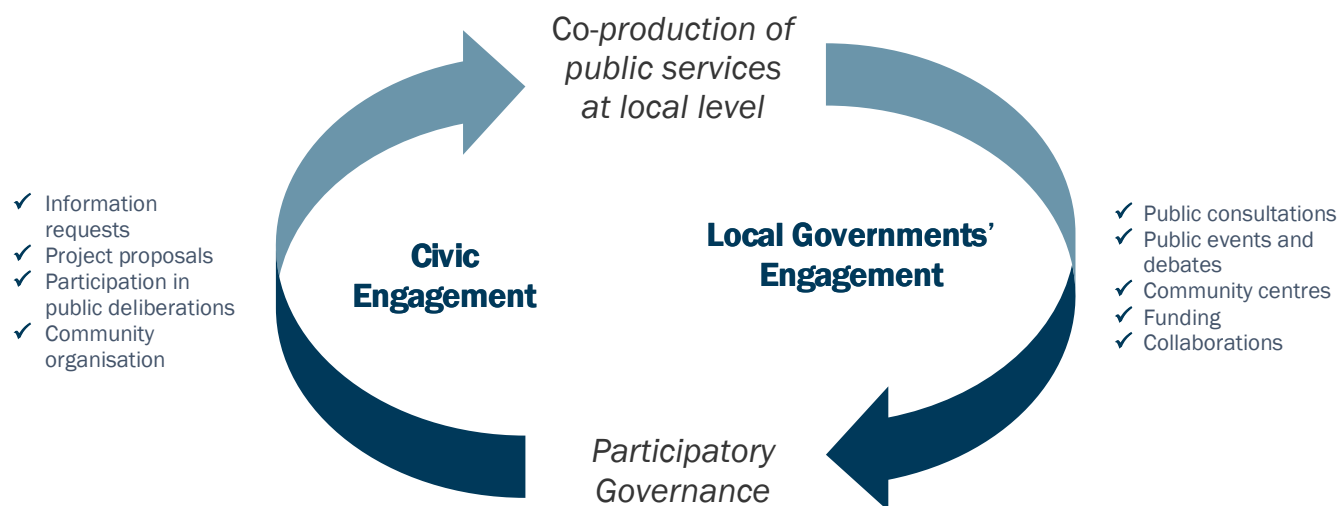 Co-production of
public services
at local level
✓ Information
requests
✓ Project proposals
✓ Participation in
public deliberations
✓ Community
organisation
Civic
Engagement
Local Governments’
Engagement
✓ Public consultations
✓ Public events and
debates
✓ Community centres
✓ Funding
✓ Collaborations
Participatory
Governance